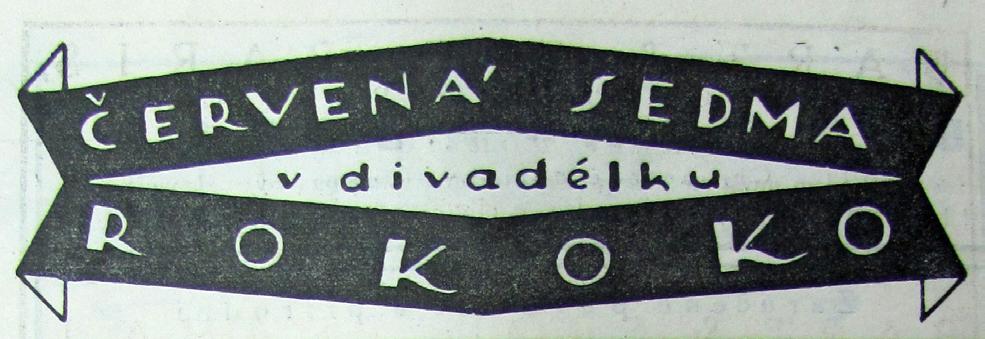 ČERVENÁ SEDMA
v divadélku
ROKOKO